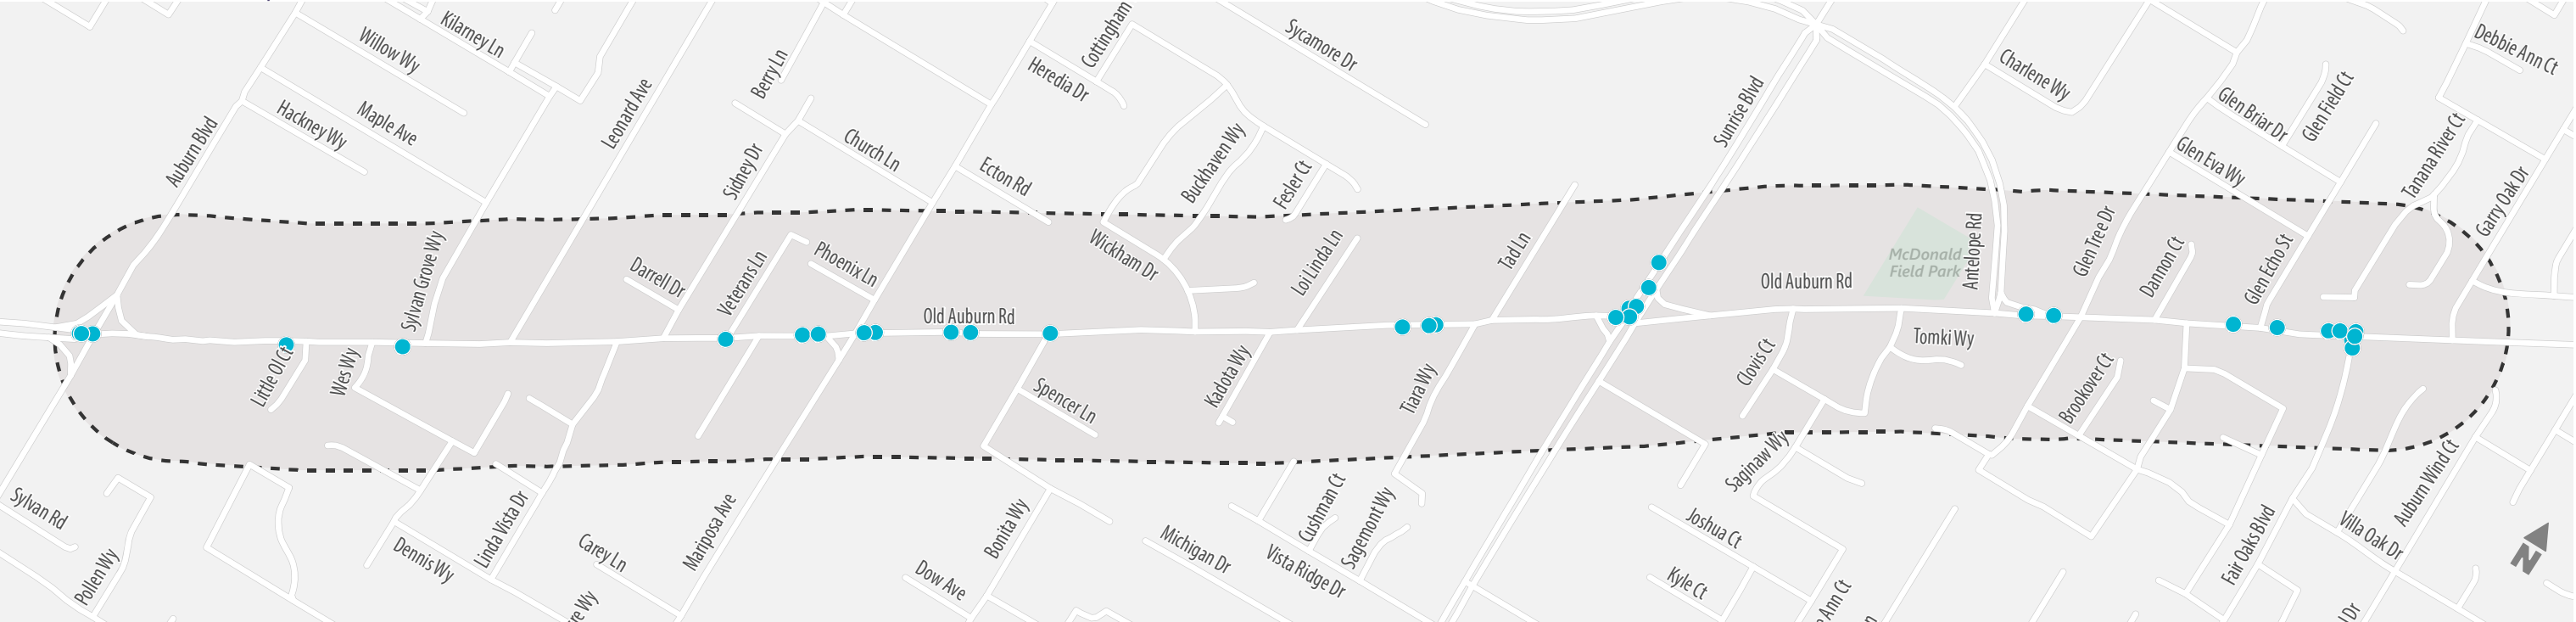 Kilarney Ln
Willow Wy
Hackney Wy
Maple Ave
Auburn Blvd
Leonard Ave
Berry Ln
Sidney Dr
Church Ln
Ecton Rd
Heredia Dr
Cottingham
Sycamore Dr
Buckhaven Wy
Fesler Ct
Sunrise Blvd
Charlene Wy
Debbie Ann Ct
Glen Briar Dr
Glen Field Ct
Glen Eva Wy
Tanana River Ct
Garry Oak Dr
Sylvan Grove Wy
Darrell Dr
Veterans Ln
Phoenix Ln
Wickham Dr
Loi Linda Ln
Tad Ln
Old Auburn Rd
McDonald
Field Park
Antelope Rd
Glen Tree Dr
Dannon Ct
Glen Echo St
Old Auburn Rd
Tomki Wy
Little Ol Ct
Wes Wy
Spencer Ln
Kadota Wy
Tiara Wy
Clovis Ct
Brookover Ct
Saginaw Wy
Auburn Wind Ct
Sylvan Rd
Pollen Wy
Dennis Wy
Linda Vista Dr
Carey Ln
re Wy
Mariposa Ave
Dow Ave
Bonita Wy
Michigan Dr
Cushman Ct
Vista Ridge Dr
Sagemont Wy
Joshua Ct
Kyle Ct
Ann Ct
n
Fair Oaks Blvd
Villa Oak Dr
Dr
N